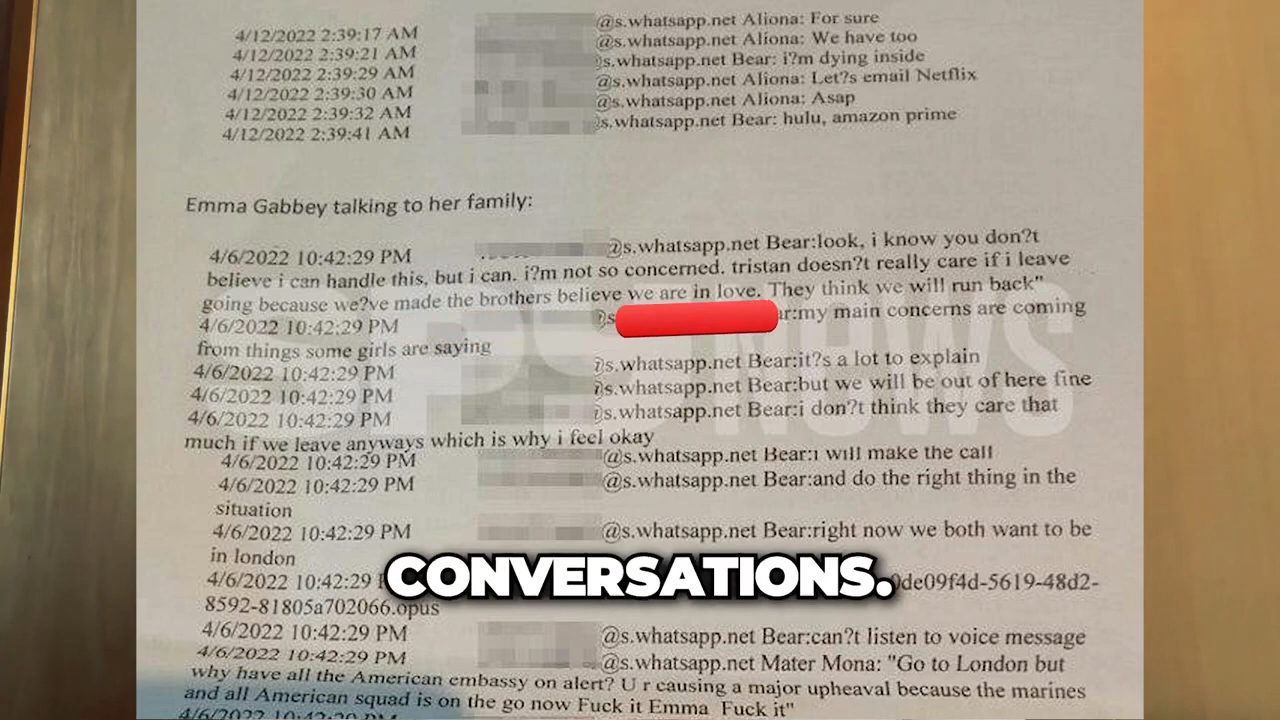 4/12/2022 2:39:17 AM @s.whatsapp.net Aliona: For sure
4/12/2022 2:39:21 AM @s.whatsapp.net Aliona: We have too
4/12/2022 2:39:29 AM @s.whatsapp.net Bear: i?m dying inside
4/12/2022 2:39:30 AM @s.whatsapp.net Aliona: Let?s email Netflix
4/12/2022 2:39:32 AM @s.whatsapp.net Aliona: Asap
4/12/2022 2:39:41 AM @s.whatsapp.net Bear: hulu, amazon prime
Emma Gabbey talking to her family:
4/6/2022 10:42:29 PM @s.whatsapp.net Bear:look, i know you don?t
believe i can handle this, but i can. i?m not so concerned. tristan doesn?t really care if i leave
going because we?ve made the brothers believe we are in love. They think we will run back"
4/6/2022 10:42:29 PM @s ar:my main concerns are coming
from things some girls are saying
4/6/2022 10:42:29 PM @s.whatsapp.net Bear:it?s a lot to explain
4/6/2022 10:42:29 PM @s.whatsapp.net Bear:but we will be out of here fine
4/6/2022 10:42:29 PM @s.whatsapp.net Bear:i don?t think they care that
much if we leave anyways which is why i feel okay
4/6/2022 10:42:29 PM @s.whatsapp.net Bear:i will make the call
4/6/2022 10:42:29 PM @s.whatsapp.net Bear:and do the right thing in the
situation
4/6/2022 10:42:29 PM @s.whatsapp.net Bear:right now we both want to be
in london
4/6/2022 10:42:29 0de09f4d-5619-48d2-
8592-81805a702066.opus
CONVERSATIONS.
4/6/2022 10:42:29 PM @s.whatsapp.net Bear:can?t listen to voice message
4/6/2022 10:42:29 PM @s.whatsapp.net Mater Mona: "Go to London but
why have all the American embassy on alert? U r causing a major upheaval because the marines
and all American squad is on the go now Fuck it Emma Fuck it"
4/6/2022 10:42:29 PM
NEWS